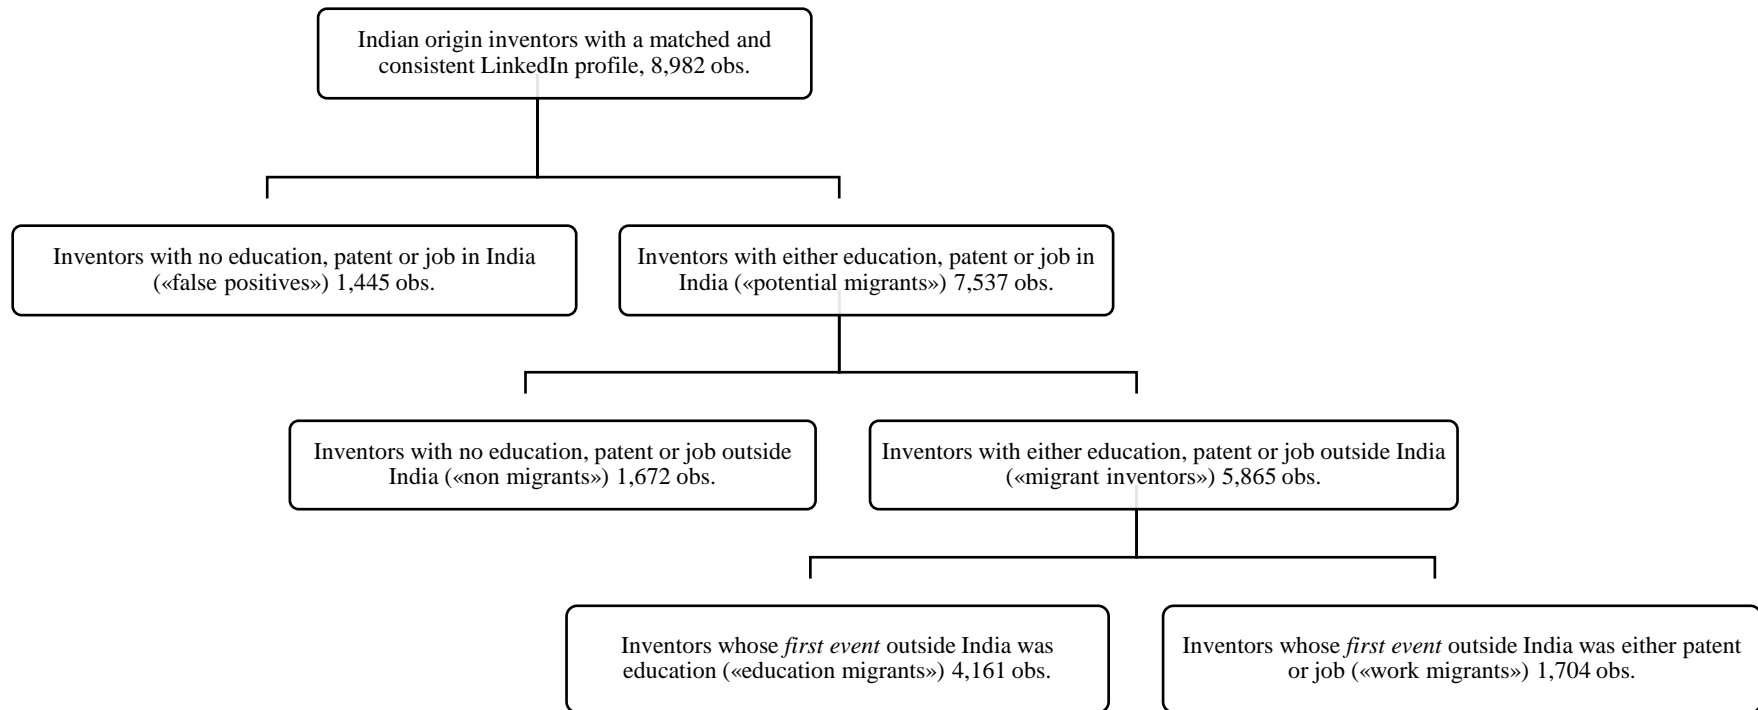 Indian origin inventors with a matched and
consistent LinkedIn profile, 8,982 obs.
Inventors with no education, patent or job in India
(«false positives») 1,445 obs.
Inventors with either education, patent or job in
India («potential migrants») 7,537 obs.
Inventors with no education, patent or job outside
India («non migrants») 1,672 obs.
Inventors with either education, patent or job outside India
(«migrant inventors») 5,865 obs.
Inventors whose first event outside India was
education («education migrants») 4,161 obs.
Inventors whose first event outside India was either patent
or job («work migrants») 1,704 obs.